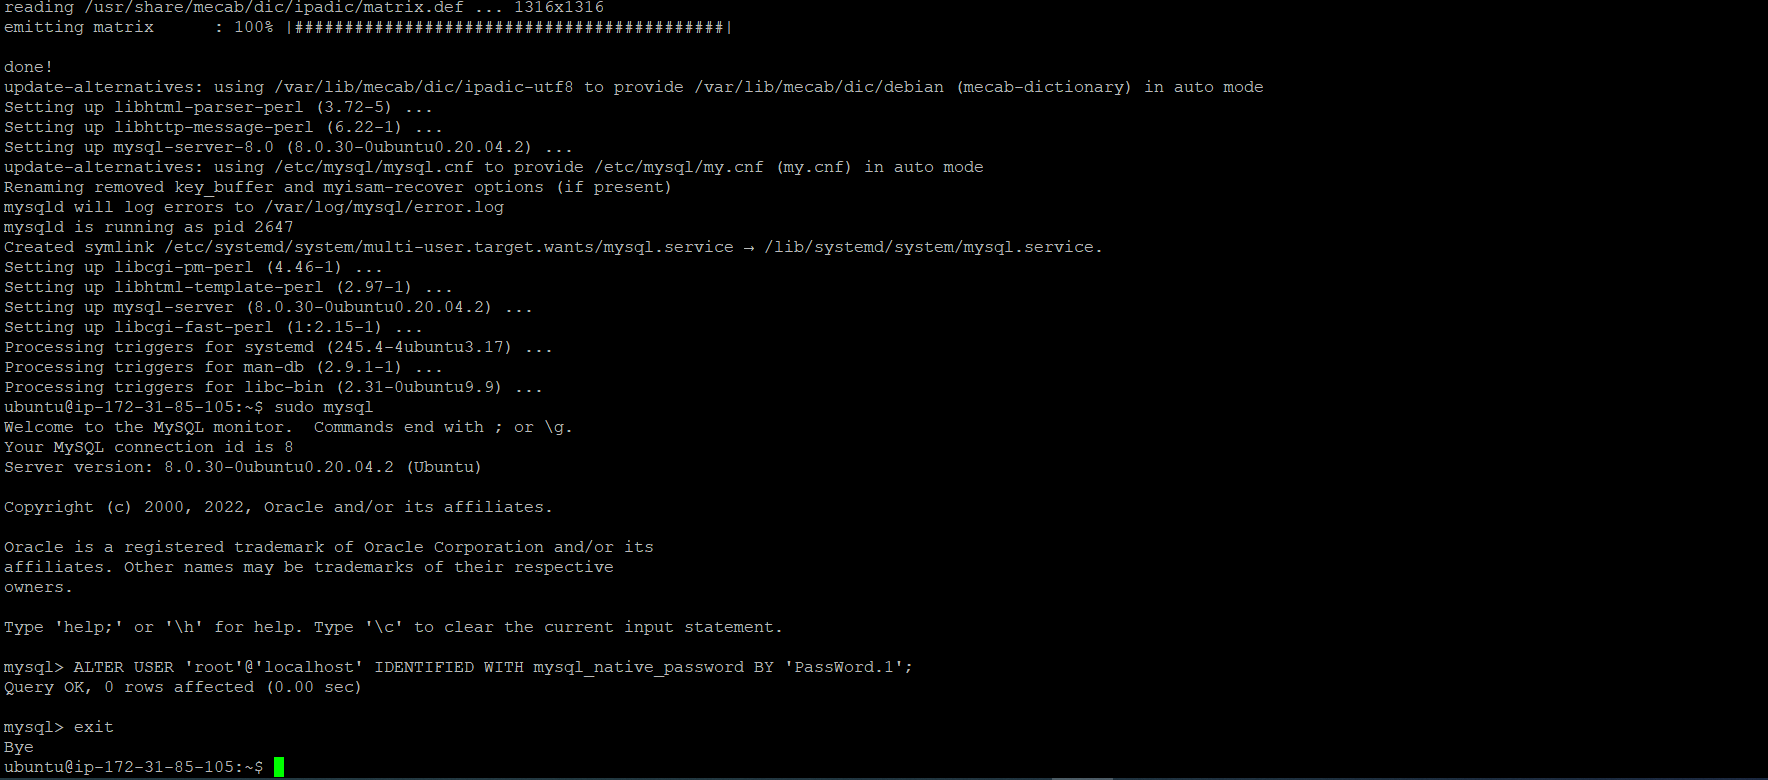 reading /usr/share/mecab/dic/ipadic/matrix.def ... 1316x1316
emitting matrix      : 100% |###########################################|
done!
update-alternatives: using /var/lib/mecab/dic/ipadic-utf8 to provide /var/lib/mecab/dic/debian (mecab-dictionary) in auto mode
Setting up libhtml-parser-perl (3.72-5) ...
Setting up libhttp-message-perl (6.22-1) ...
Setting up mysql-server-8.0 (8.0.30-0ubuntu0.20.04.2) ...
update-alternatives: using /etc/mysql/mysql.cnf to provide /etc/mysql/my.cnf (my.cnf) in auto mode
Renaming removed key_buffer and myisam-recover options (if present)
mysqld will log errors to /var/log/mysql/error.log
mysqld is running as pid 2647
Created symlink /etc/systemd/system/multi-user.target.wants/mysql.service → /lib/systemd/system/mysql.service.
Setting up libcgi-pm-perl (4.46-1) ...
Setting up libhtml-template-perl (2.97-1) ...
Setting up mysql-server (8.0.30-0ubuntu0.20.04.2) ...
Setting up libcgi-fast-perl (1:2.15-1) ...
Processing triggers for systemd (245.4-4ubuntu3.17) ...
Processing triggers for man-db (2.9.1-1) ...
Processing triggers for libc-bin (2.31-0ubuntu9.9) ...
ubuntu@ip-172-31-85-105:~$ sudo mysql
Welcome to the MySQL monitor.  Commands end with ; or \g.
Your MySQL connection id is 8
Server version: 8.0.30-0ubuntu0.20.04.2 (Ubuntu)
Copyright (c) 2000, 2022, Oracle and/or its affiliates.
Oracle is a registered trademark of Oracle Corporation and/or its
affiliates. Other names may be trademarks of their respective
owners.
Type 'help;' or '\h' for help. Type '\c' to clear the current input statement.
mysql> ALTER USER 'root'@'localhost' IDENTIFIED WITH mysql_native_password BY 'PassWord.1';
Query OK, 0 rows affected (0.00 sec)
mysql> exit
Bye
ubuntu@ip-172-31-85-105:~$